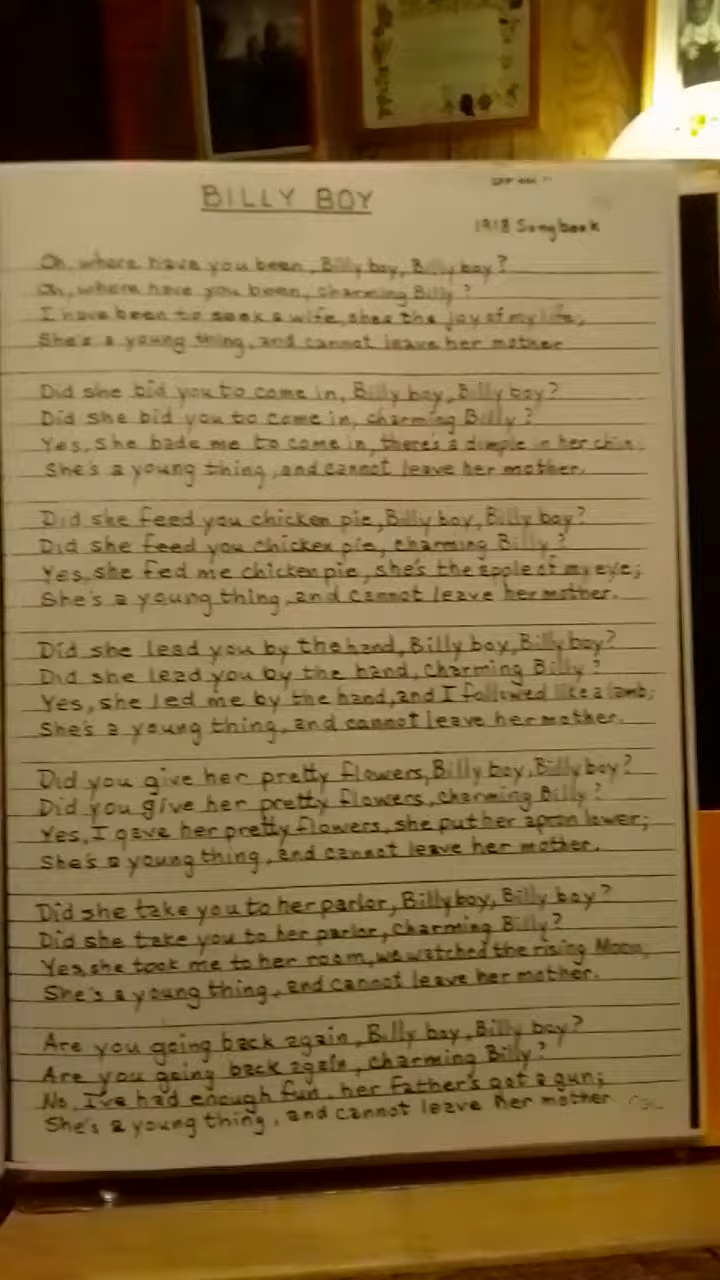 BILLY BOY
1918 Songbook
Oh, where have you been, Billy boy, Billy boy?
Oh, where have you been, charming Billy?
I have been to seek a wife, shes the joy of my life;
She's a young thing, and cannot leave her mother
Did she bid you to come in, Billy boy, Billy boy?
Did she bid you to come in, charming Billy?
Yes, she bade me to come in, there's a dimple in her chin;
She's a young thing, and cannot leave her mother.
Did she feed you chicken pie, Billy boy, Billy boy?
Did she feed you chicken pie, charming Billy?
Yes, she fed me chicken pie, she's the apple of my eye;
She's a young thing, and cannot leave her mother.
Did she lead you by the hand, Billy boy, Billy boy?
Did she lead you by the hand, charming Billy?
Yes, she led me by the hand, and I followed like a lamb;
She's a young thing, and cannot leave her mother.
Did you give her pretty flowers, Billy boy, Billy boy?
Did you give her pretty flowers, charming Billy?
Yes, I gave her pretty flowers, she put her apron lower;
She's a young thing, and cannot leave her mother.
Did she take you to her parlor, Billy boy, Billy boy?
Did she take you to her parlor, charming Billy?
Yes, she took me to her room, we watched the rising Moon;
She's a young thing, and cannot leave her mother.
Are you going back again, Billy boy, Billy boy?
Are you going back again, charming Billy?
No, I've had enough fun, her Father's got a gun;
She's a young thing, and cannot leave her mother